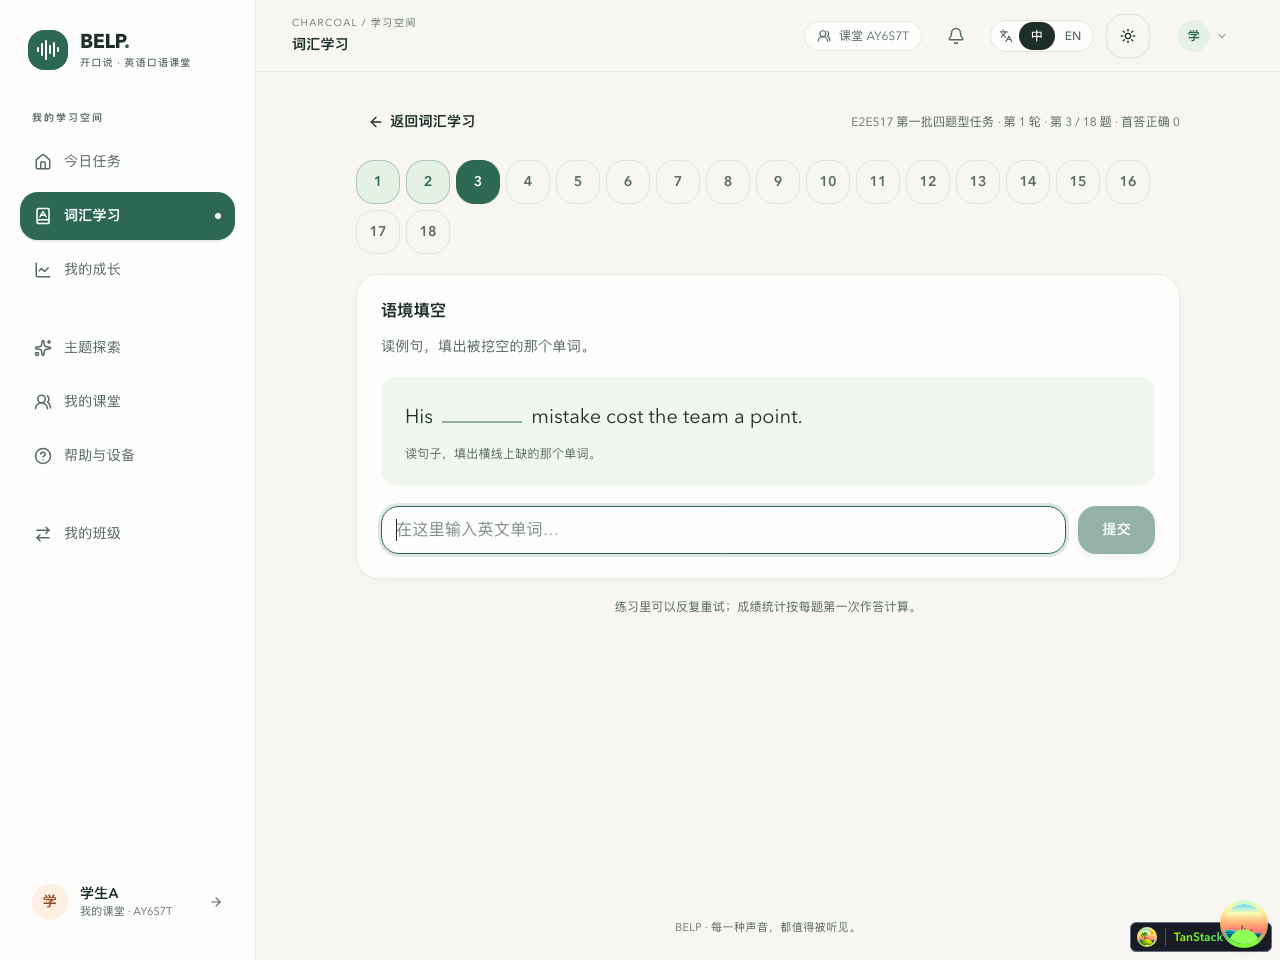 BELP.
开口说 · 英语口语课堂
我的学习空间
今日任务
词汇学习
我的成长
主题探索
我的课堂
帮助与设备
我的班级
学
学生A
我的课堂 · AY6S7T
CHARCOAL / 学习空间
词汇学习
课堂 AY6S7T
中
EN
学
返回词汇学习
E2E517 第一批四题型任务 · 第 1 轮 · 第 3 / 18 题 · 首答正确 0
1 2 3 4 5 6 7 8 9 10 11 12 13 14 15 16
17 18
语境填空
读例句，填出被挖空的那个单词。
His ________ mistake cost the team a point.
读句子，填出横线上缺的那个单词。
在这里输入英文单词…
提交
练习里可以反复重试；成绩统计按每题第一次作答计算。
BELP · 每一种声音，都值得被听见。
TanStack